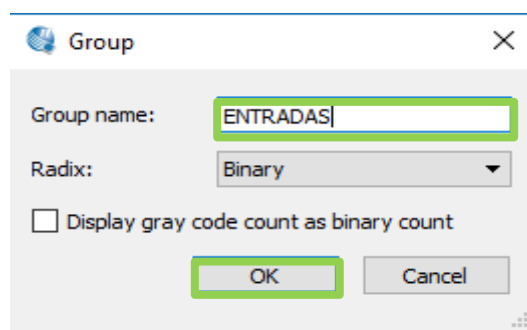 Group
Group name: ENTRADAS
Radix: Binary
Display gray code count as binary count
OK Cancel